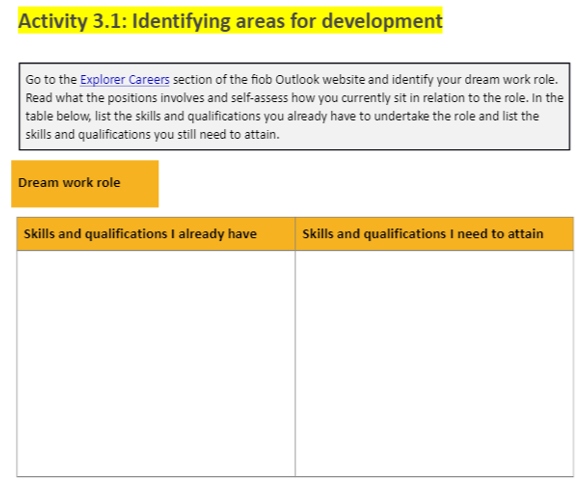 Activity 3.1: Identifying areas for development
Go to the Explorer Careers section of the fiob Outlook website and identify your dream work role.
Read what the positions involves and self-assess how you currently sit in relation to the role. In the
table below, list the skills and qualifications you already have to undertake the role and list the
skills and qualifications you still need to attain.
Dream work role
Skills and qualifications I already have
Skills and qualifications I need to attain